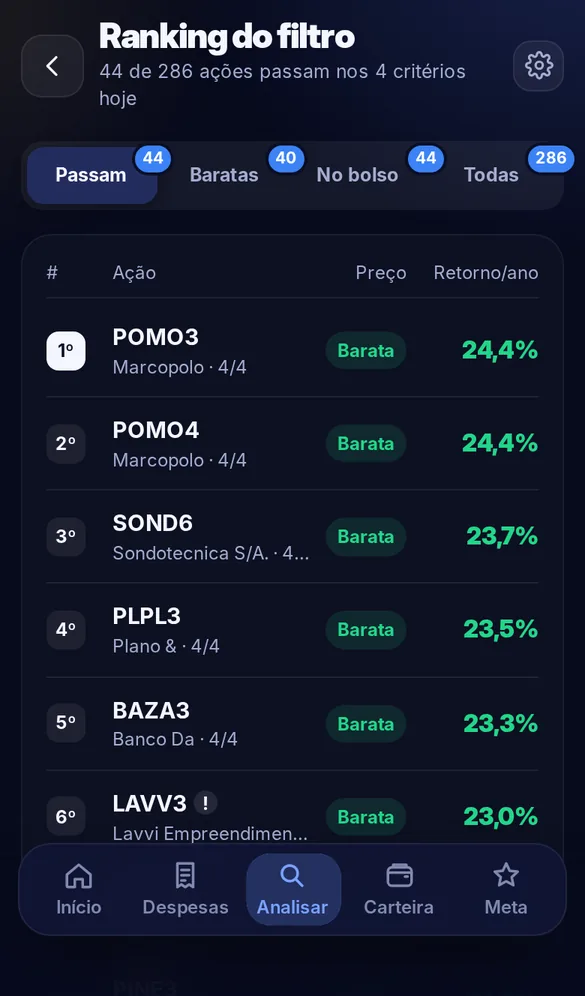 Ranking do filtro
44 de 286 ações passam nos 4 critérios
hoje
Passam 44
Baratas 40
No bolso 44
Todas 286
# Ação Preço Retorno/ano
1º POMO3 Barata 24,4%
Marcopolo · 4/4
2º POMO4 Barata 24,4%
Marcopolo · 4/4
3º SOND6 Barata 23,7%
Sondotecnica S/A. · 4...
4º PLPL3 Barata 23,5%
Plano & · 4/4
5º BAZA3 Barata 23,3%
Banco Da · 4/4
6º LAVV3 ! Barata 23,0%
Lavvi Empreendimen...
Início Despesas Analisar Carteira Meta
PINE3